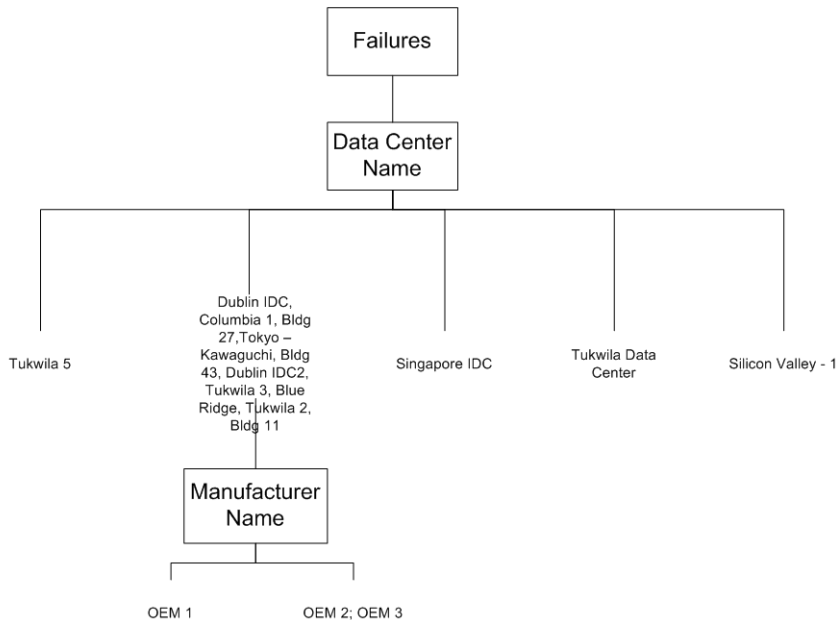 Failures
Data Center
Name
Dublin IDC,
Columbia 1, Bldg
27,Tokyo –
Kawaguchi, Bldg
43, Dublin IDC2,
Tukwila 3, Blue
Ridge, Tukwila 2,
Bldg 11
Tukwila 5
Singapore IDC
Tukwila Data
Center
Silicon Valley - 1
Manufacturer
Name
OEM 1
OEM 2; OEM 3